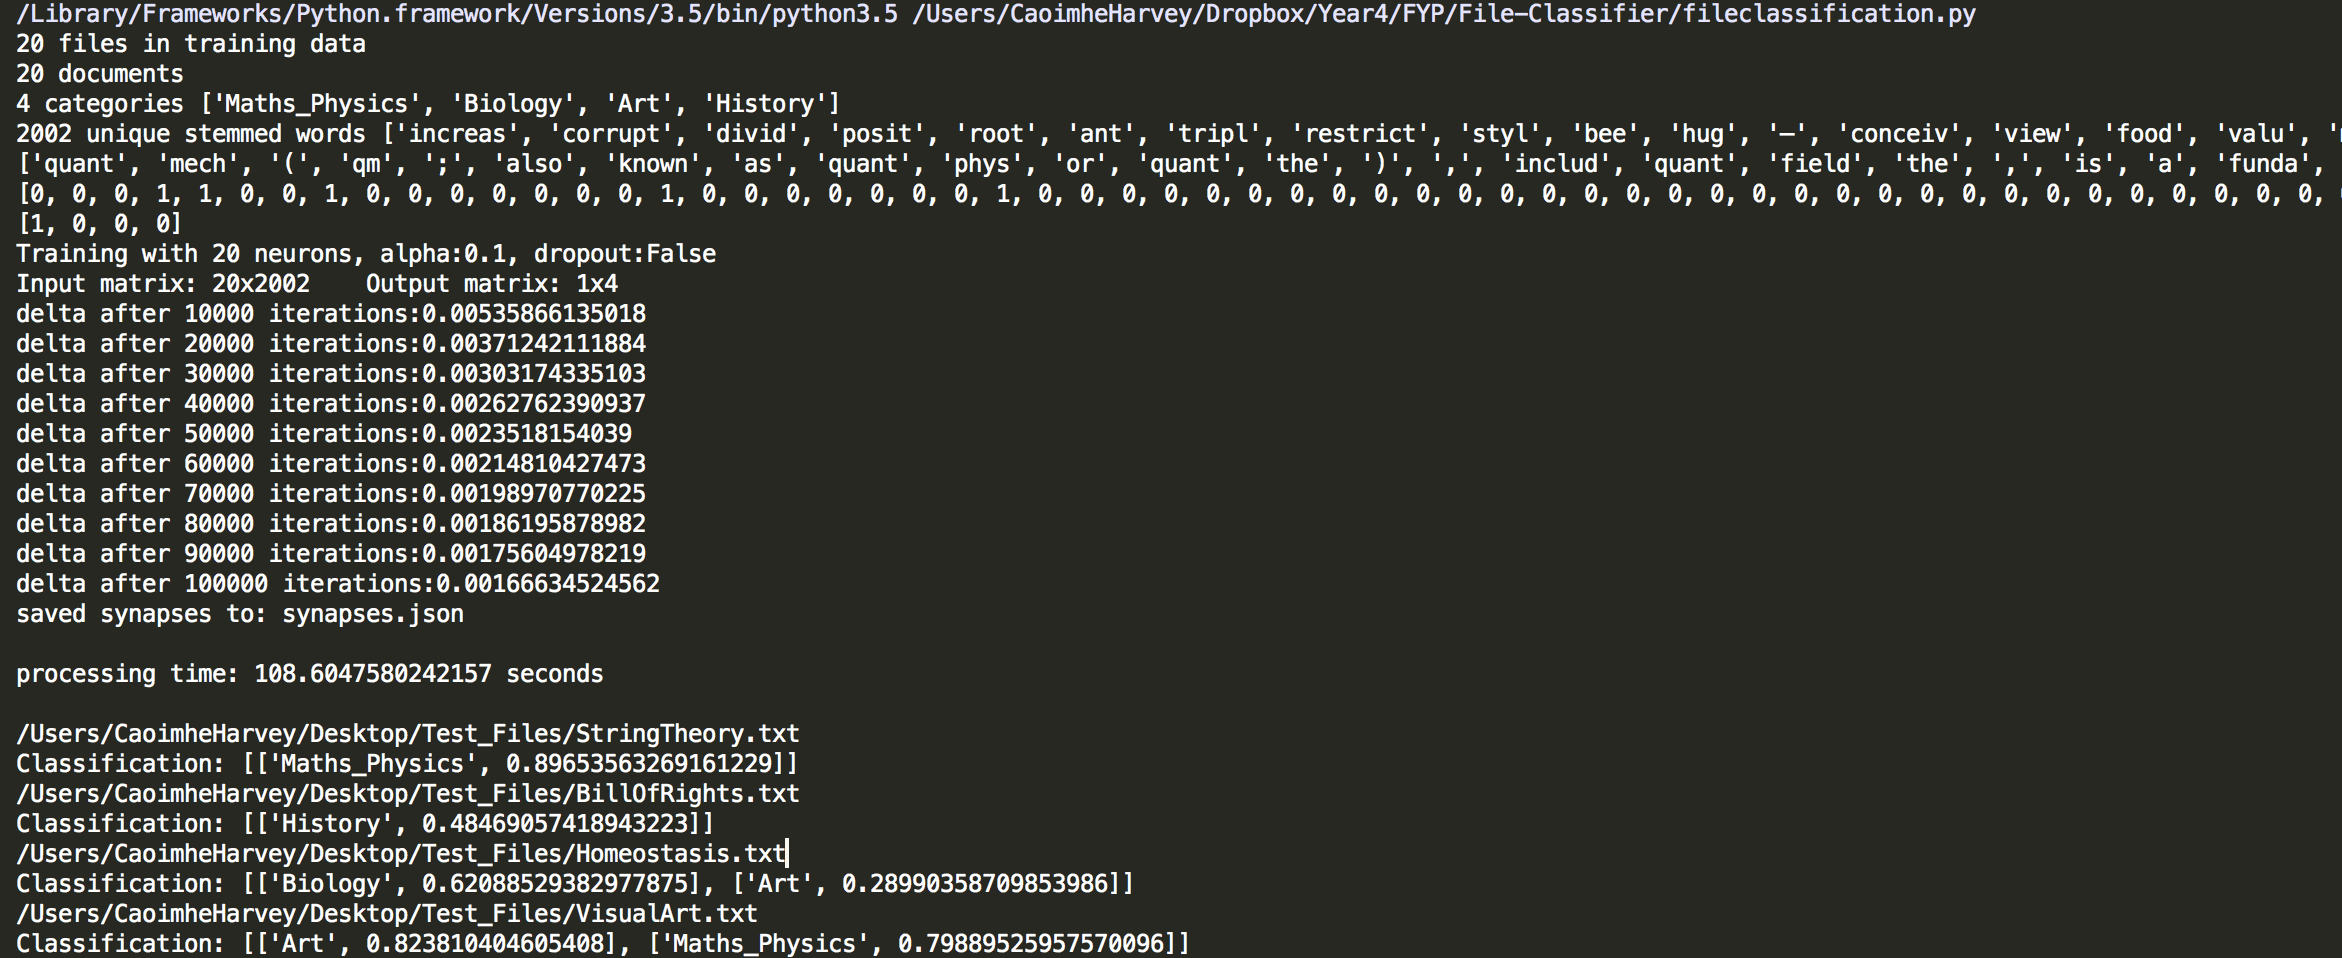 /Library/Frameworks/Python.framework/Versions/3.5/bin/python3.5 /Users/CaoimheHarvey/Dropbox/Year4/FYP/File-Classifier/fileclassification.py
20 files in training data
20 documents
4 categories ['Maths_Physics', 'Biology', 'Art', 'History']
2002 unique stemmed words ['increas', 'corrupt', 'divid', 'posit', 'root', 'ant', 'tripl', 'restrict', 'styl', 'bee', 'hug', '—', 'conceiv', 'view', 'food', 'valu', '
['quant', 'mech', '(', 'qm', ';', 'also', 'known', 'as', 'quant', 'phys', 'or', 'quant', 'the', ')', ',', 'includ', 'quant', 'field', 'the', ',', 'is', 'a', 'funda',
[0, 0, 0, 1, 1, 0, 0, 1, 0, 0, 0, 0, 0, 0, 0, 1, 0, 0, 0, 0, 0, 0, 0, 1, 0, 0, 0, 0, 0, 0, 0, 0, 0, 0, 0, 0, 0, 0, 0, 0, 0, 0, 0, 0, 0, 0, 0, 0, 0, 0, 0, 0, 0, 0, 0,
[1, 0, 0, 0]
Training with 20 neurons, alpha:0.1, dropout:False
Input matrix: 20x2002    Output matrix: 1x4
delta after 10000 iterations:0.00535866135018
delta after 20000 iterations:0.00371242111884
delta after 30000 iterations:0.00303174335103
delta after 40000 iterations:0.00262762390937
delta after 50000 iterations:0.0023518154039
delta after 60000 iterations:0.00214810427473
delta after 70000 iterations:0.00198970770225
delta after 80000 iterations:0.00186195878982
delta after 90000 iterations:0.00175604978219
delta after 100000 iterations:0.00166634524562
saved synapses to: synapses.json
processing time: 108.6047580242157 seconds
/Users/CaoimheHarvey/Desktop/Test_Files/StringTheory.txt
Classification: [['Maths_Physics', 0.89653563269161229]]
/Users/CaoimheHarvey/Desktop/Test_Files/BillOfRights.txt
Classification: [['History', 0.48469057418943223]]
/Users/CaoimheHarvey/Desktop/Test_Files/Homeostasis.txt
Classification: [['Biology', 0.62088529382977875], ['Art', 0.28990358709853986]]
/Users/CaoimheHarvey/Desktop/Test_Files/VisualArt.txt
Classification: [['Art', 0.823810404605408], ['Maths_Physics', 0.79889525957570096]]